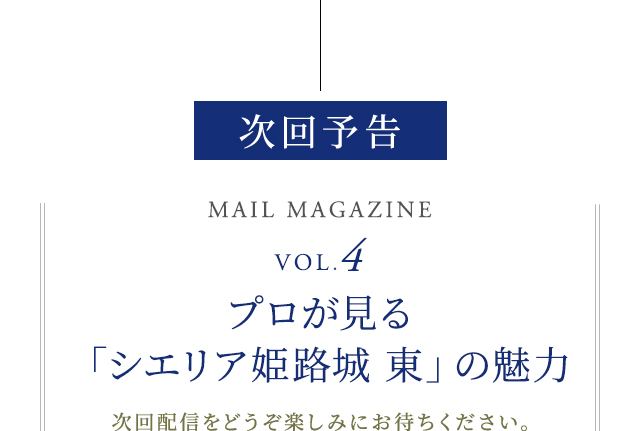 次回予告
MAIL MAGAZINE
VOL.4
プロが見る
「シエリア姫路城 東」の魅力
次回配信をどうぞ楽しみにお待ちください。